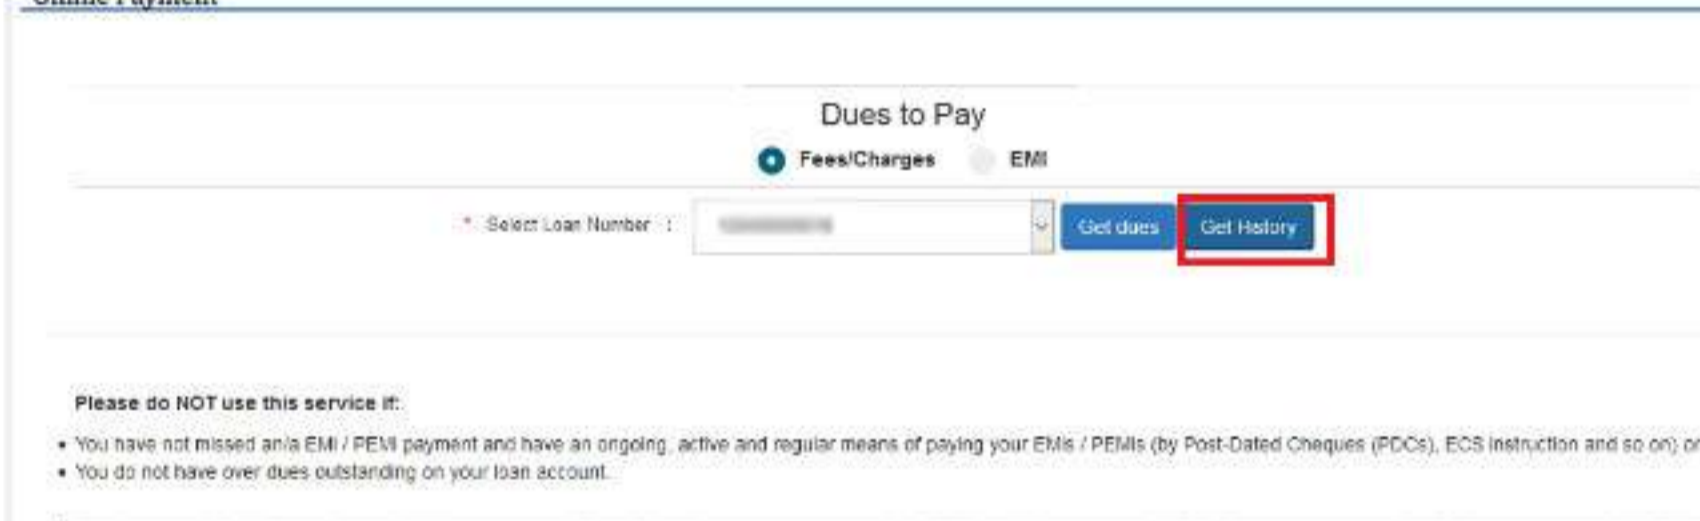 Online Payment
Dues to Pay
Fees/Charges EMI
* Select Loan Number : Get dues Get History
Please do NOT use this service if:
• You have not missed an/a EMI / PEMI payment and have an ongoing, active and regular means of paying your EMIs / PEMIs (by Post-Dated Cheques (PDCs), ECS instruction and so on) or
• You do not have over dues outstanding on your loan account.